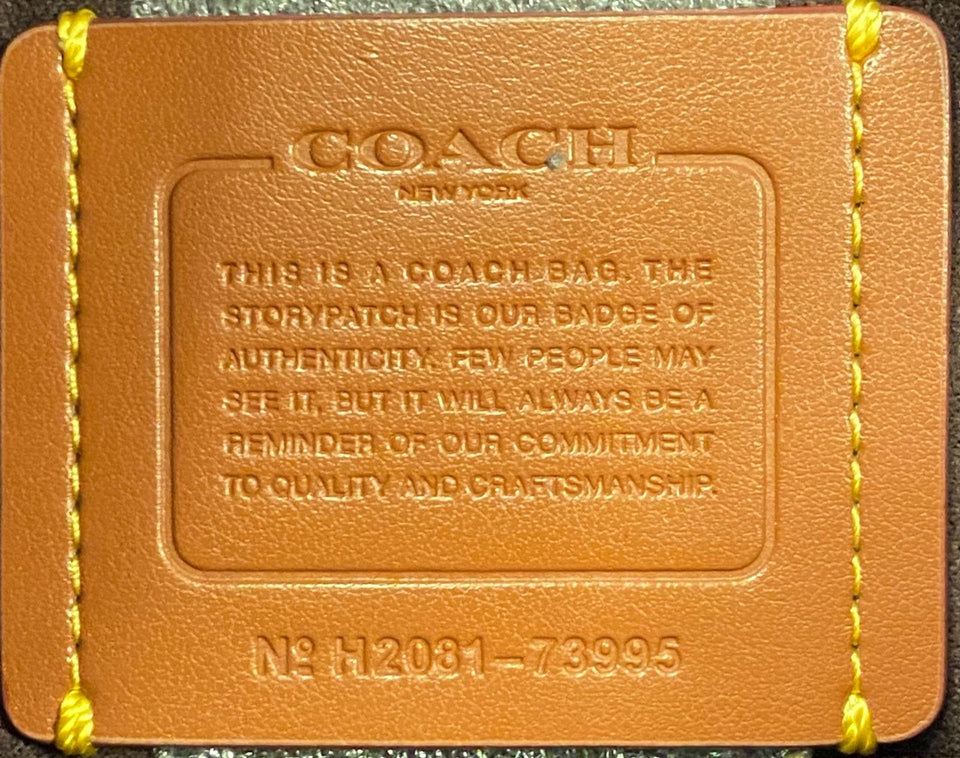 COACH
NEW YORK
THIS IS A COACH BAG. THE
STORYPATCH IS OUR BADGE OF
AUTHENTICITY. FEW PEOPLE MAY
SEE IT, BUT IT WILL ALWAYS BE A
REMINDER OF OUR COMMITMENT
TO QUALITY AND CRAFTSMANSHIP.
Nº H2081-73995